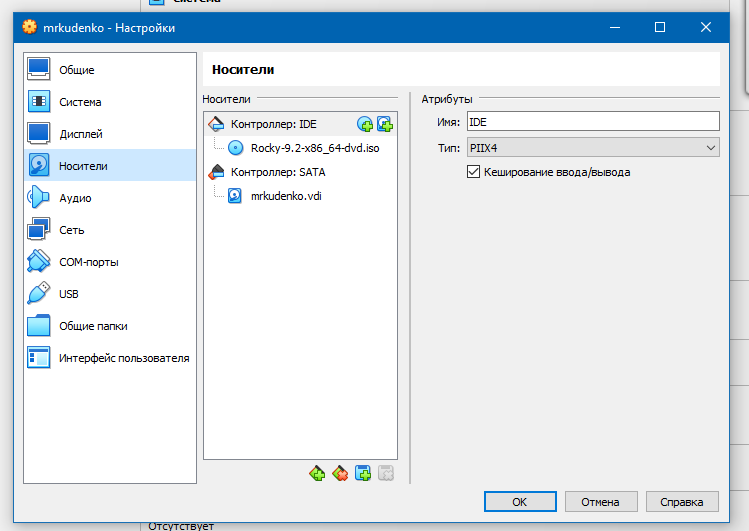 Система
mrkudenko - Настройки
Общие
Система
Дисплей
Носители
Аудио
Сеть
COM-порты
USB
Общие папки
Интерфейс пользователя
Носители
Носители
Контроллер: IDE
Rocky-9.2-x86_64-dvd.iso
Контроллер: SATA
mrkudenko.vdi
Атрибуты
Имя: IDE
Тип: PIIX4
Кеширование ввода/вывода
OK Отмена Справка
Отсутствует